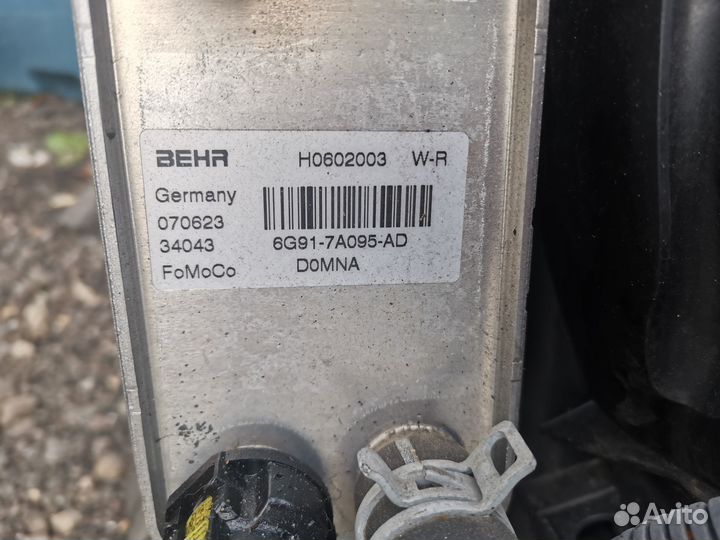 BEHR H0602003 W-R
Germany
070623
34043 6G91-7A095-AD
FoMoCo D0MNA
Avito